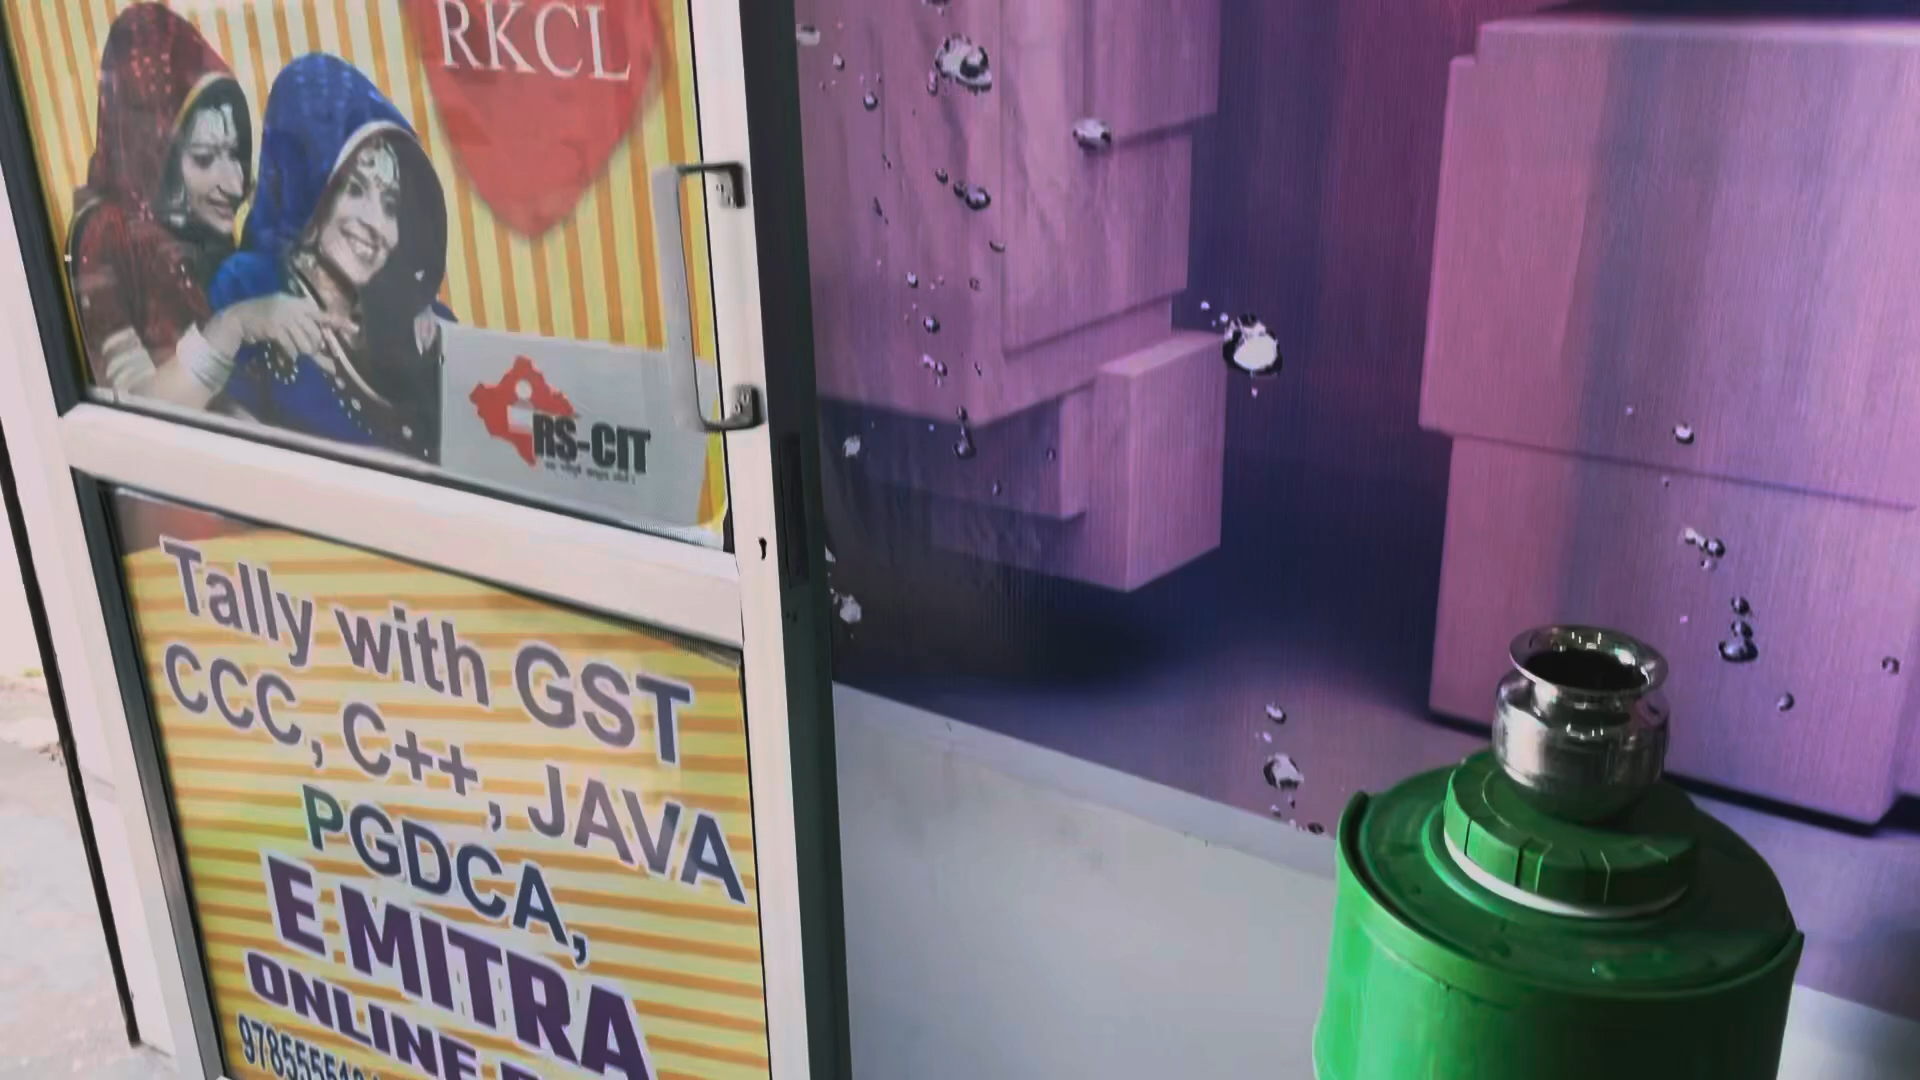 RKCL
RS-CIT
Tally with GST
CCC, C++, JAVA
PGDCA,
E MITRA
ONLINE